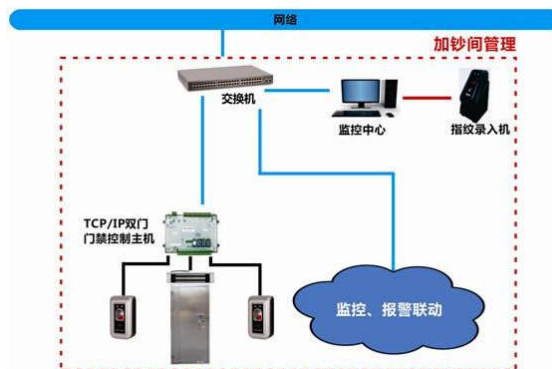 网络
加钞间管理
交换机
监控中心
指纹录入机
TCP/IP双门
门禁控制主机
监控、报警联动